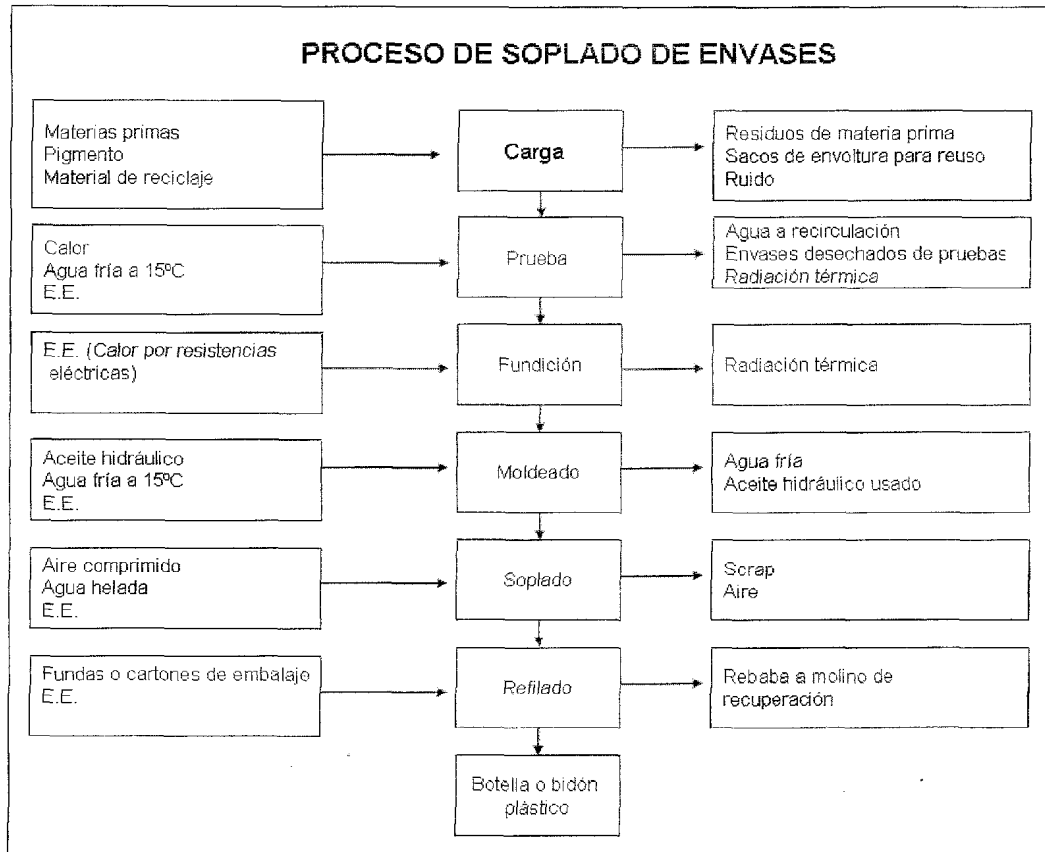 PROCESO DE SOPLADO DE ENVASES
Materias primas
Pigmento
Material de reciclaje
Carga
Residuos de materia prima
Sacos de envoltura para reuso
Ruido
Calor
Agua fría a 15ºC
E.E.
Prueba
Agua a recirculación
Envases desechados de pruebas
Radiación térmica
E.E. (Calor por resistencias
eléctricas)
Fundición
Radiación térmica
Aceite hidráulico
Agua fría a 15ºC
E.E.
Moldeado
Agua fría
Aceite hidráulico usado
Aire comprimido
Agua helada
E.E.
Soplado
Scrap
Aire
Fundas o cartones de embalaje
E.E.
Refilado
Rebaba a molino de
recuperación
Botella o bidón
plástico